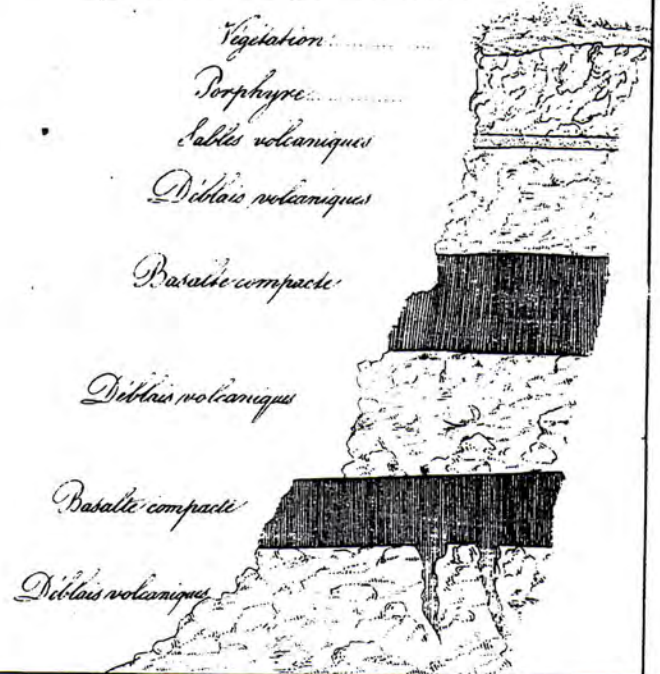 Végétation
Porphyre
Sables volcaniques
Déblais volcaniques
Basalte compacte
Déblais volcaniques
Basalte compacte
Déblais volcaniques